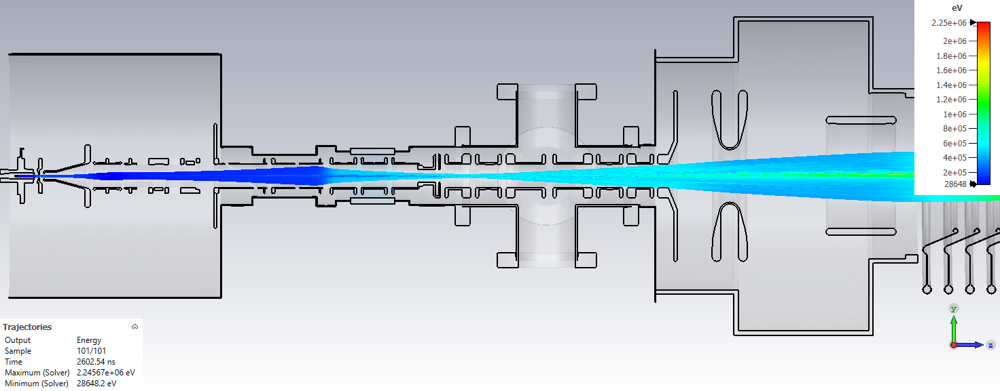 eV
2.25e+06
2e+06
1.8e+06
1.6e+06
1.4e+06
1.2e+06
1e+06
8e+05
6e+05
4e+05
2e+05
28648
y
z
Trajectories
Output Energy
Sample 101/101
Time 2602.54 ns
Maximum (Solver) 2.24567e+06 eV
Minimum (Solver) 28648.2 eV